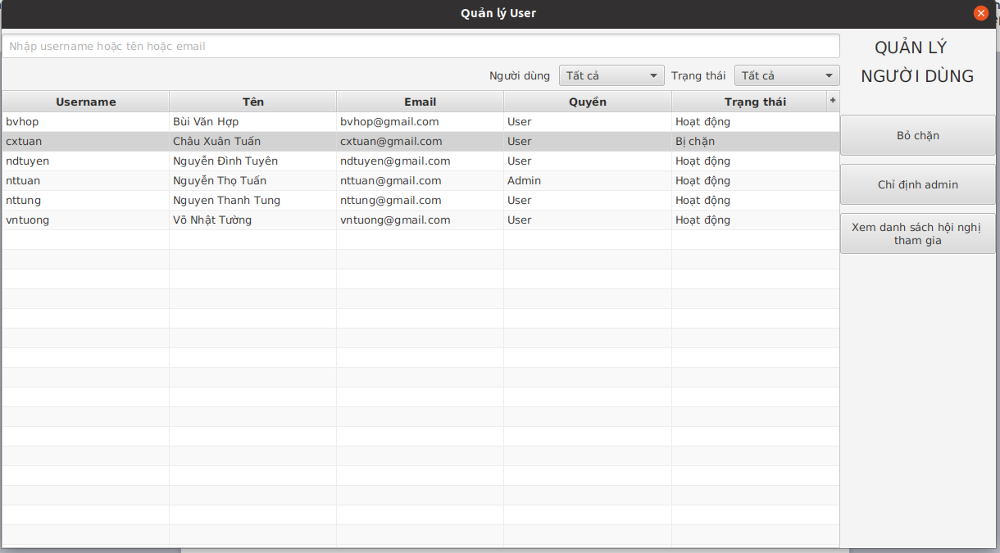 Quản lý User
Nhập username hoặc tên hoặc email
QUẢN LÝ
NGƯỜI DÙNG
Người dùng Tất cả Trạng thái Tất cả
Username Tên Email Quyền Trạng thái +
bvhop Bùi Văn Hợp bvhop@gmail.com User Hoạt động
cxtuan Châu Xuân Tuấn cxtuan@gmail.com User Bị chặn
ndtuyen Nguyễn Đình Tuyên ndtuyen@gmail.com User Hoạt động
nttuan Nguyễn Thọ Tuấn nttuan@gmail.com Admin Hoạt động
nttung Nguyen Thanh Tung nttung@gmail.com User Hoạt động
vntuong Võ Nhật Tường vntuong@gmail.com User Hoạt động
Bỏ chặn
Chỉ định admin
Xem danh sách hội nghị
tham gia